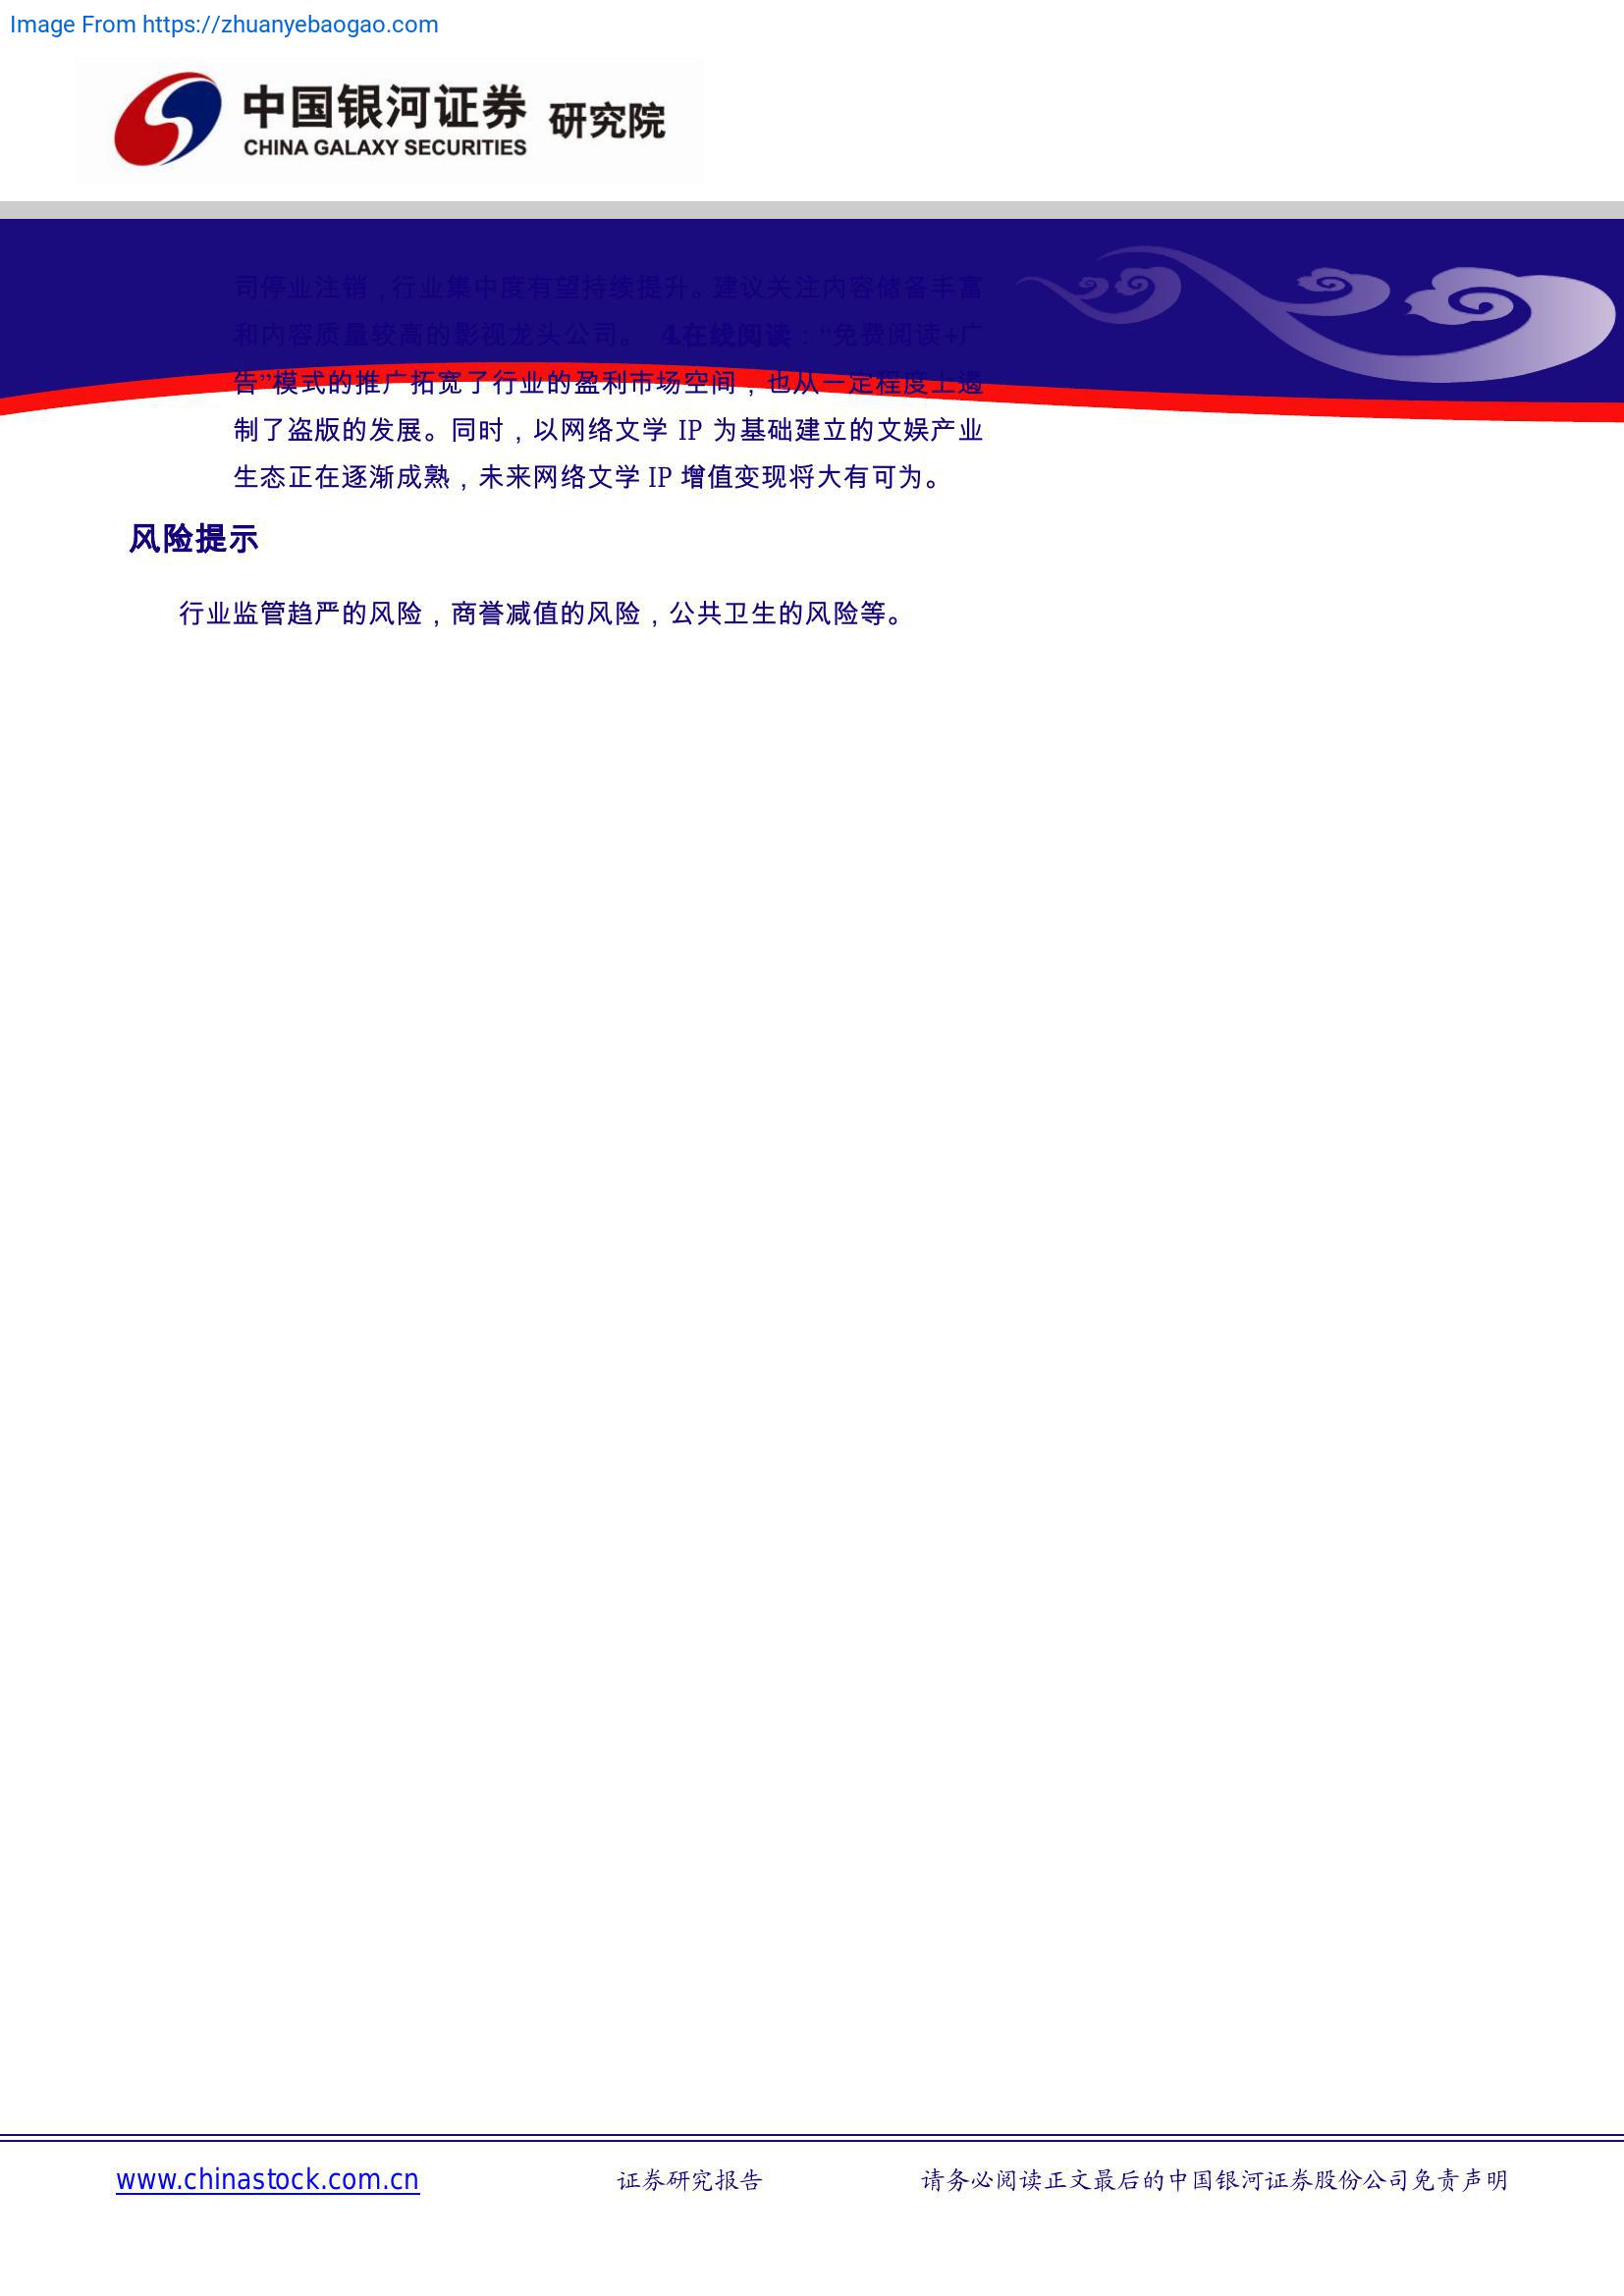 Image From https://zhuanyebaogao.com
中国银河证券 研究院
CHINA GALAXY SECURITIES
司停业注销，行业集中度有望持续提升。建议关注内容储备丰富
和内容质量较高的影视龙头公司。 4.在线阅读：“免费阅读+广
告”模式的推广拓宽了行业的盈利市场空间，也从一定程度上遏
制了盗版的发展。同时，以网络文学 IP 为基础建立的文娱产业
生态正在逐渐成熟，未来网络文学 IP 增值变现将大有可为。
风险提示
行业监管趋严的风险，商誉减值的风险，公共卫生的风险等。
www.chinastock.com.cn 证券研究报告 请务必阅读正文最后的中国银河证券股份公司免责声明